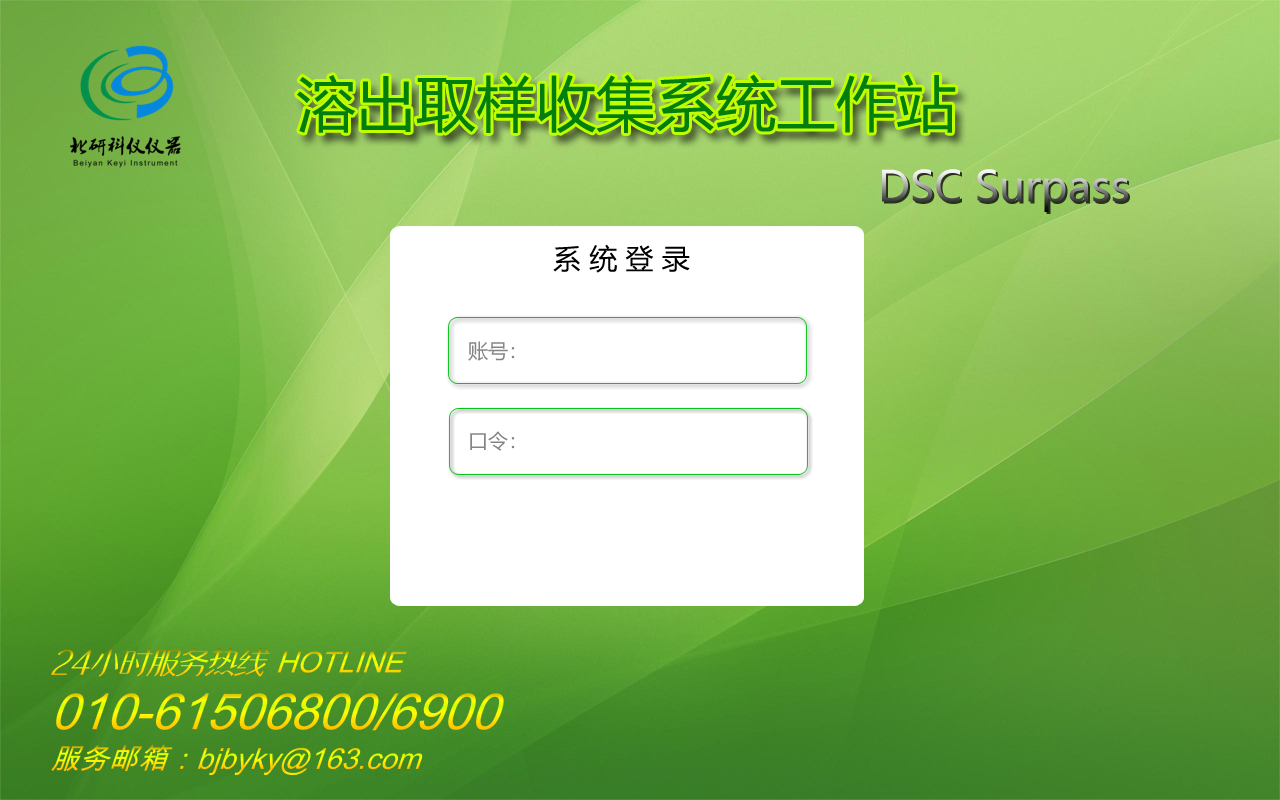 北研科仪仪器
Beiyan Keyi Instrument
溶出取样收集系统工作站
DSC Surpass
系统登录
账号：
口令：
24小时服务热线 HOTLINE
010-61506800/6900
服务邮箱：bjbyky@163.com